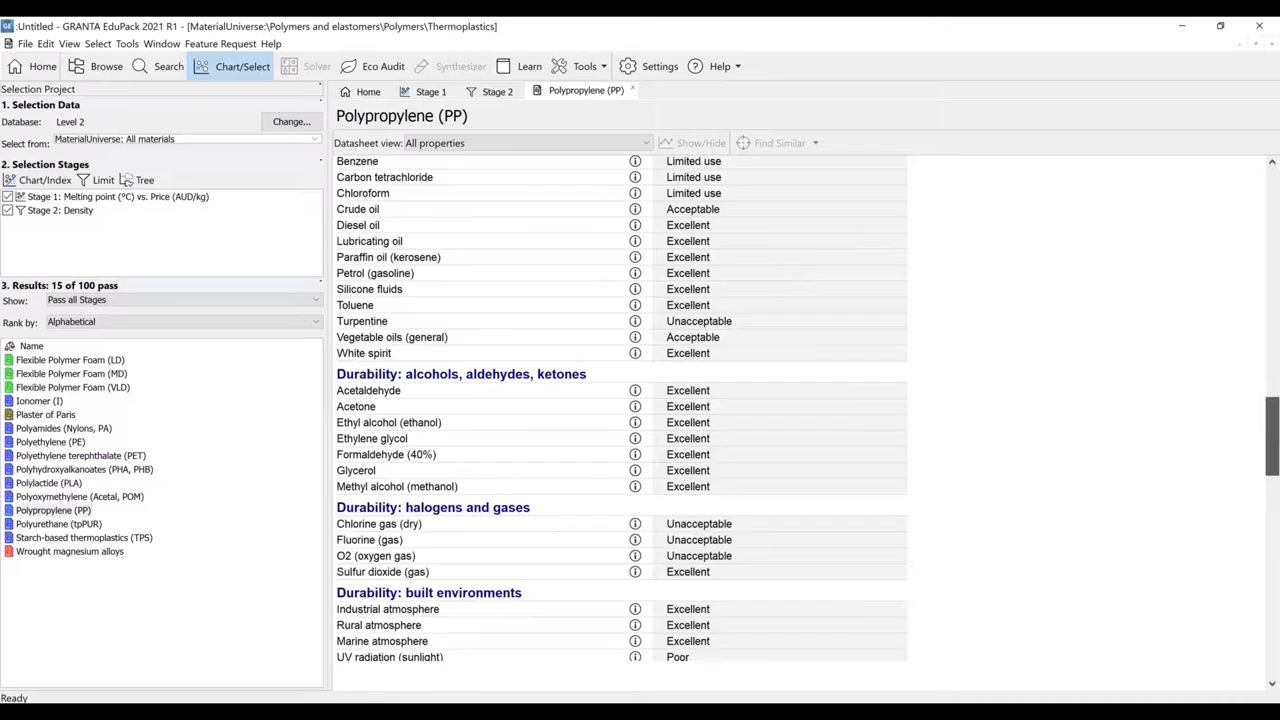 :Untitled - GRANTA EduPack 2021 R1 - [MaterialUniverse:\Polymers and elastomers\Polymers\Thermoplastics]
File Edit View Select Tools Window Feature Request Help
Home Browse Search Chart/Select Solver Eco Audit Synthesizer Learn Tools Settings Help
Selection Project
1. Selection Data
Database: Level 2 Change...
Select from: MaterialUniverse: All materials
2. Selection Stages
Chart/Index Limit Tree
Stage 1: Melting point (°C) vs. Price (AUD/kg)
Stage 2: Density
3. Results: 15 of 100 pass
Show: Pass all Stages
Rank by: Alphabetical
Name
Flexible Polymer Foam (LD)
Flexible Polymer Foam (MD)
Flexible Polymer Foam (VLD)
Ionomer (I)
Plaster of Paris
Polyamides (Nylons, PA)
Polyethylene (PE)
Polyethylene terephthalate (PET)
Polyhydroxyalkanoates (PHA, PHB)
Polylactide (PLA)
Polyoxymethylene (Acetal, POM)
Polypropylene (PP)
Polyurethane (tpPUR)
Starch-based thermoplastics (TPS)
Wrought magnesium alloys
Home Stage 1 Stage 2 Polypropylene (PP)
Polypropylene (PP)
Datasheet view: All properties Show/Hide Find Similar
Benzene Limited use
Carbon tetrachloride Limited use
Chloroform Limited use
Crude oil Acceptable
Diesel oil Excellent
Lubricating oil Excellent
Paraffin oil (kerosene) Excellent
Petrol (gasoline) Excellent
Silicone fluids Excellent
Toluene Excellent
Turpentine Unacceptable
Vegetable oils (general) Acceptable
White spirit Excellent
Durability: alcohols, aldehydes, ketones
Acetaldehyde Excellent
Acetone Excellent
Ethyl alcohol (ethanol) Excellent
Ethylene glycol Excellent
Formaldehyde (40%) Excellent
Glycerol Excellent
Methyl alcohol (methanol) Excellent
Durability: halogens and gases
Chlorine gas (dry) Unacceptable
Fluorine (gas) Unacceptable
O2 (oxygen gas) Unacceptable
Sulfur dioxide (gas) Excellent
Durability: built environments
Industrial atmosphere Excellent
Rural atmosphere Excellent
Marine atmosphere Excellent
UV radiation (sunlight) Poor
Ready